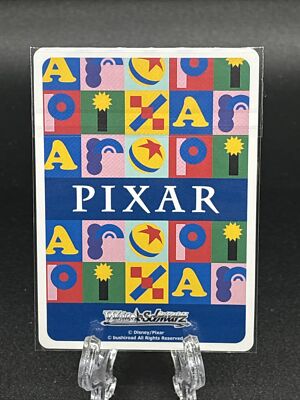 A r A
P i X A r
A r P i
PIXAR
A r A
P i X A r
Weiß Schwarz
© Disney/Pixar
© bushiroad All Rights Reserved.